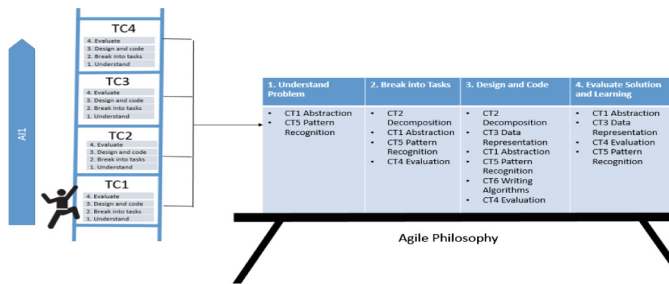 TC4
4. Evaluate
3. Design and code
2. Break into tasks
1. Understand
TC3
4. Evaluate
3. Design and code
2. Break into tasks
1. Understand
TC2
4. Evaluate
3. Design and code
2. Break into tasks
1. Understand
TC1
4. Evaluate
3. Design and code
2. Break into tasks
1. Understand
AI1
1. Understand
Problem
• CT1 Abstraction
• CT5 Pattern
Recognition
2. Break into Tasks
• CT2
Decomposition
• CT1 Abstraction
• CT5 Pattern
Recognition
• CT4 Evaluation
3. Design and Code
• CT2
Decomposition
• CT3 Data
Representation
• CT1 Abstraction
• CT5 Pattern
Recognition
• CT6 Writing
Algorithms
• CT4 Evaluation
4. Evaluate Solution
and Learning
• CT1 Abstraction
• CT3 Data
Representation
• CT4 Evaluation
• CT5 Pattern
Recognition
Agile Philosophy